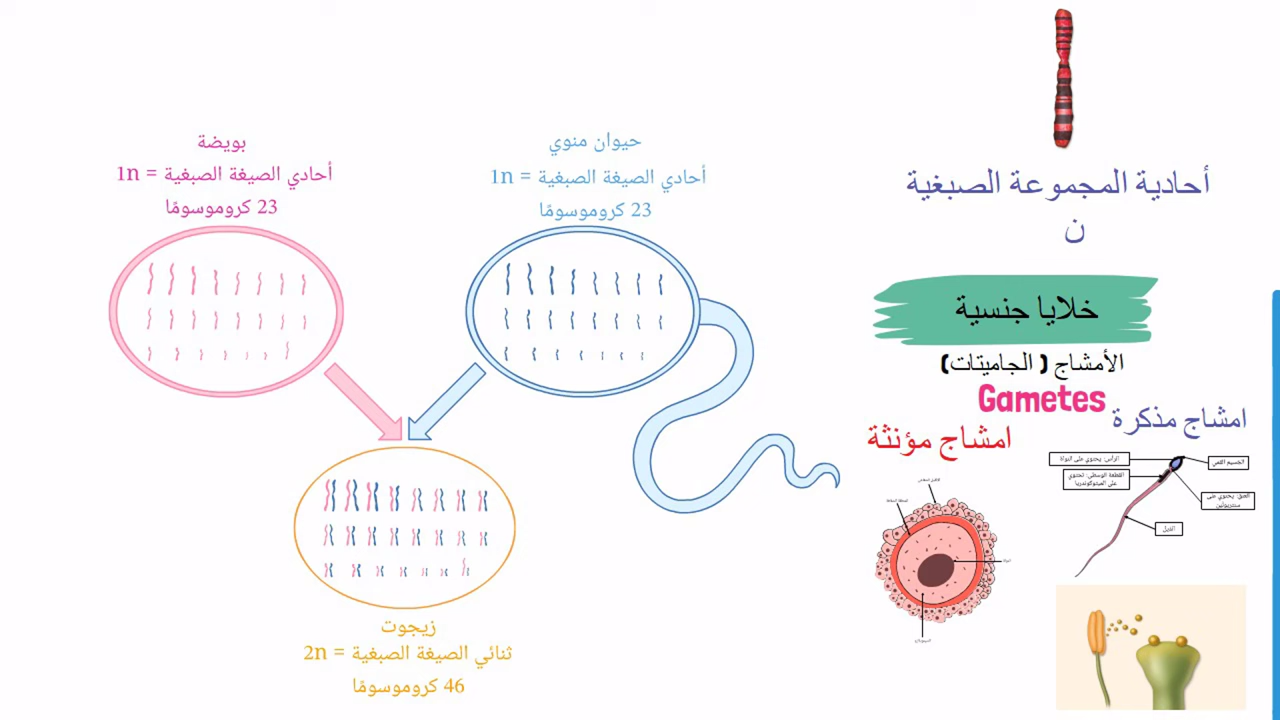 بويضة
أحادي الصيغة الصبغية = 1n
23 كروموسومًا
حيوان منوي
أحادي الصيغة الصبغية = 1n
23 كروموسومًا
زيجوت
ثنائي الصيغة الصبغية = 2n
46 كروموسومًا
أحادية المجموعة الصبغية
ن
خلايا جنسية
الأمشاج ( الجاميتات)
Gametes
امشاج مذكرة
امشاج مؤنثة
الرأس: يحتوي على النواة
القطعة الوسطى: تحتوي
على الميتوكوندريا
الجسيم القمي
العنق: يحتوي على
سنتريولين
الذيل